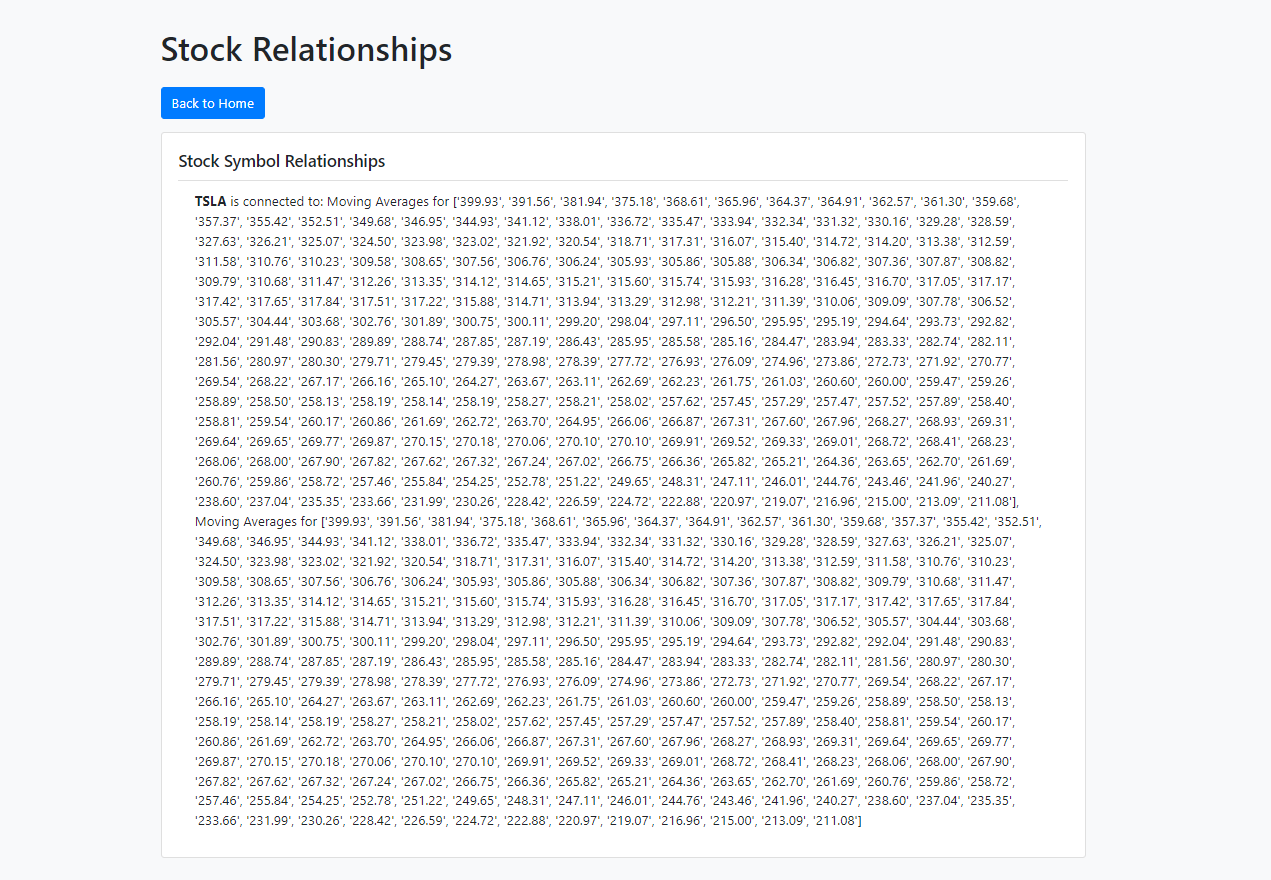 Stock Relationships
Back to Home
Stock Symbol Relationships
TSLA is connected to: Moving Averages for ['399.93', '391.56', '381.94', '375.18', '368.61', '365.96', '364.37', '364.91', '362.57', '361.30', '359.68',
'357.37', '355.42', '352.51', '349.68', '346.95', '344.93', '341.12', '338.01', '336.72', '335.47', '333.94', '332.34', '331.32', '330.16', '329.28', '328.59',
'327.63', '326.21', '325.07', '324.50', '323.98', '323.02', '321.92', '320.54', '318.71', '317.31', '316.07', '315.40', '314.72', '314.20', '313.38', '312.59',
'311.58', '310.76', '310.23', '309.58', '308.65', '307.56', '306.76', '306.24', '305.93', '305.86', '305.88', '306.34', '306.82', '307.36', '307.87', '308.82',
'309.79', '310.68', '311.47', '312.26', '313.35', '314.12', '314.65', '315.21', '315.60', '315.74', '315.93', '316.28', '316.45', '316.70', '317.05', '317.17',
'317.42', '317.65', '317.84', '317.51', '317.22', '315.88', '314.71', '313.94', '313.29', '312.98', '312.21', '311.39', '310.06', '309.09', '307.78', '306.52',
'305.57', '304.44', '303.68', '302.76', '301.89', '300.75', '300.11', '299.20', '298.04', '297.11', '296.50', '295.95', '295.19', '294.64', '293.73', '292.82',
'292.04', '291.48', '290.83', '289.89', '288.74', '287.85', '287.19', '286.43', '285.95', '285.58', '285.16', '284.47', '283.94', '283.33', '282.74', '282.11',
'281.56', '280.97', '280.30', '279.71', '279.45', '279.39', '278.98', '278.39', '277.72', '276.93', '276.09', '274.96', '273.86', '272.73', '271.92', '270.77',
'269.54', '268.22', '267.17', '266.16', '265.10', '264.27', '263.67', '263.11', '262.69', '262.23', '261.75', '261.03', '260.60', '260.00', '259.47', '259.26',
'258.89', '258.50', '258.13', '258.19', '258.14', '258.19', '258.27', '258.21', '258.02', '257.62', '257.45', '257.29', '257.47', '257.52', '257.89', '258.40',
'258.81', '259.54', '260.17', '260.86', '261.69', '262.72', '263.70', '264.95', '266.06', '266.87', '267.31', '267.60', '267.96', '268.27', '268.93', '269.31',
'269.64', '269.65', '269.77', '269.87', '270.15', '270.18', '270.06', '270.10', '270.10', '269.91', '269.52', '269.33', '269.01', '268.72', '268.41', '268.23',
'268.06', '268.00', '267.90', '267.82', '267.62', '267.32', '267.24', '267.02', '266.75', '266.36', '265.82', '265.21', '264.36', '263.65', '262.70', '261.69',
'260.76', '259.86', '258.72', '257.46', '255.84', '254.25', '252.78', '251.22', '249.65', '248.31', '247.11', '246.01', '244.76', '243.46', '241.96', '240.27',
'238.60', '237.04', '235.35', '233.66', '231.99', '230.26', '228.42', '226.59', '224.72', '222.88', '220.97', '219.07', '216.96', '215.00', '213.09', '211.08'],
Moving Averages for ['399.93', '391.56', '381.94', '375.18', '368.61', '365.96', '364.37', '364.91', '362.57', '361.30', '359.68', '357.37', '355.42', '352.51',
'349.68', '346.95', '344.93', '341.12', '338.01', '336.72', '335.47', '333.94', '332.34', '331.32', '330.16', '329.28', '328.59', '327.63', '326.21', '325.07',
'324.50', '323.98', '323.02', '321.92', '320.54', '318.71', '317.31', '316.07', '315.40', '314.72', '314.20', '313.38', '312.59', '311.58', '310.76', '310.23',
'309.58', '308.65', '307.56', '306.76', '306.24', '305.93', '305.86', '305.88', '306.34', '306.82', '307.36', '307.87', '308.82', '309.79', '310.68', '311.47',
'312.26', '313.35', '314.12', '314.65', '315.21', '315.60', '315.74', '315.93', '316.28', '316.45', '316.70', '317.05', '317.17', '317.42', '317.65', '317.84',
'317.51', '317.22', '315.88', '314.71', '313.94', '313.29', '312.98', '312.21', '311.39', '310.06', '309.09', '307.78', '306.52', '305.57', '304.44', '303.68',
'302.76', '301.89', '300.75', '300.11', '299.20', '298.04', '297.11', '296.50', '295.95', '295.19', '294.64', '293.73', '292.82', '292.04', '291.48', '290.83',
'289.89', '288.74', '287.85', '287.19', '286.43', '285.95', '285.58', '285.16', '284.47', '283.94', '283.33', '282.74', '282.11', '281.56', '280.97', '280.30',
'279.71', '279.45', '279.39', '278.98', '278.39', '277.72', '276.93', '276.09', '274.96', '273.86', '272.73', '271.92', '270.77', '269.54', '268.22', '267.17',
'266.16', '265.10', '264.27', '263.67', '263.11', '262.69', '262.23', '261.75', '261.03', '260.60', '260.00', '259.47', '259.26', '258.89', '258.50', '258.13',
'258.19', '258.14', '258.19', '258.27', '258.21', '258.02', '257.62', '257.45', '257.29', '257.47', '257.52', '257.89', '258.40', '258.81', '259.54', '260.17',
'260.86', '261.69', '262.72', '263.70', '264.95', '266.06', '266.87', '267.31', '267.60', '267.96', '268.27', '268.93', '269.31', '269.64', '269.65', '269.77',
'269.87', '270.15', '270.18', '270.06', '270.10', '270.10', '269.91', '269.52', '269.33', '269.01', '268.72', '268.41', '268.23', '268.06', '268.00', '267.90',
'267.82', '267.62', '267.32', '267.24', '267.02', '266.75', '266.36', '265.82', '265.21', '264.36', '263.65', '262.70', '261.69', '260.76', '259.86', '258.72',
'257.46', '255.84', '254.25', '252.78', '251.22', '249.65', '248.31', '247.11', '246.01', '244.76', '243.46', '241.96', '240.27', '238.60', '237.04', '235.35',
'233.66', '231.99', '230.26', '228.42', '226.59', '224.72', '222.88', '220.97', '219.07', '216.96', '215.00', '213.09', '211.08']